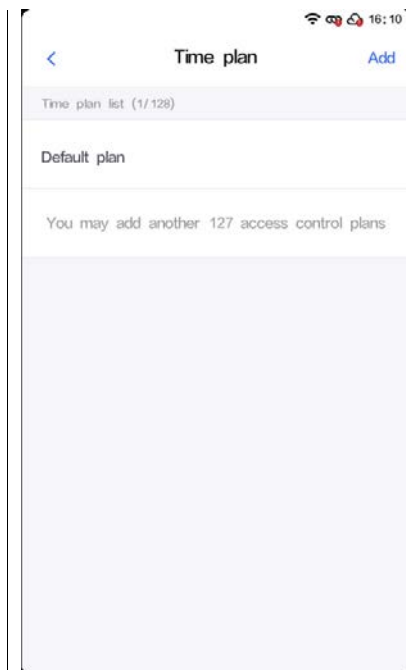 16:10
Time plan
Add
Time plan list (1/128)
Default plan
You may add another 127 access control plans